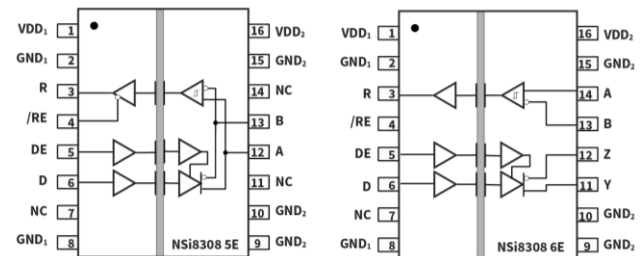 VDD₁ 1 16 VDD₂
GND₁ 2 15 GND₂
R 3 14 NC
/RE 4 13 B
DE 5 12 A
D 6 11 NC
NC 7 10 GND₂
GND₁ 8 9 GND₂
NSi8308 5E
VDD₁ 1 16 VDD₂
GND₁ 2 15 GND₂
R 3 14 A
/RE 4 13 B
DE 5 12 Z
D 6 11 Y
NC 7 10 GND₂
GND₁ 8 9 GND₂
NSi8308 6E